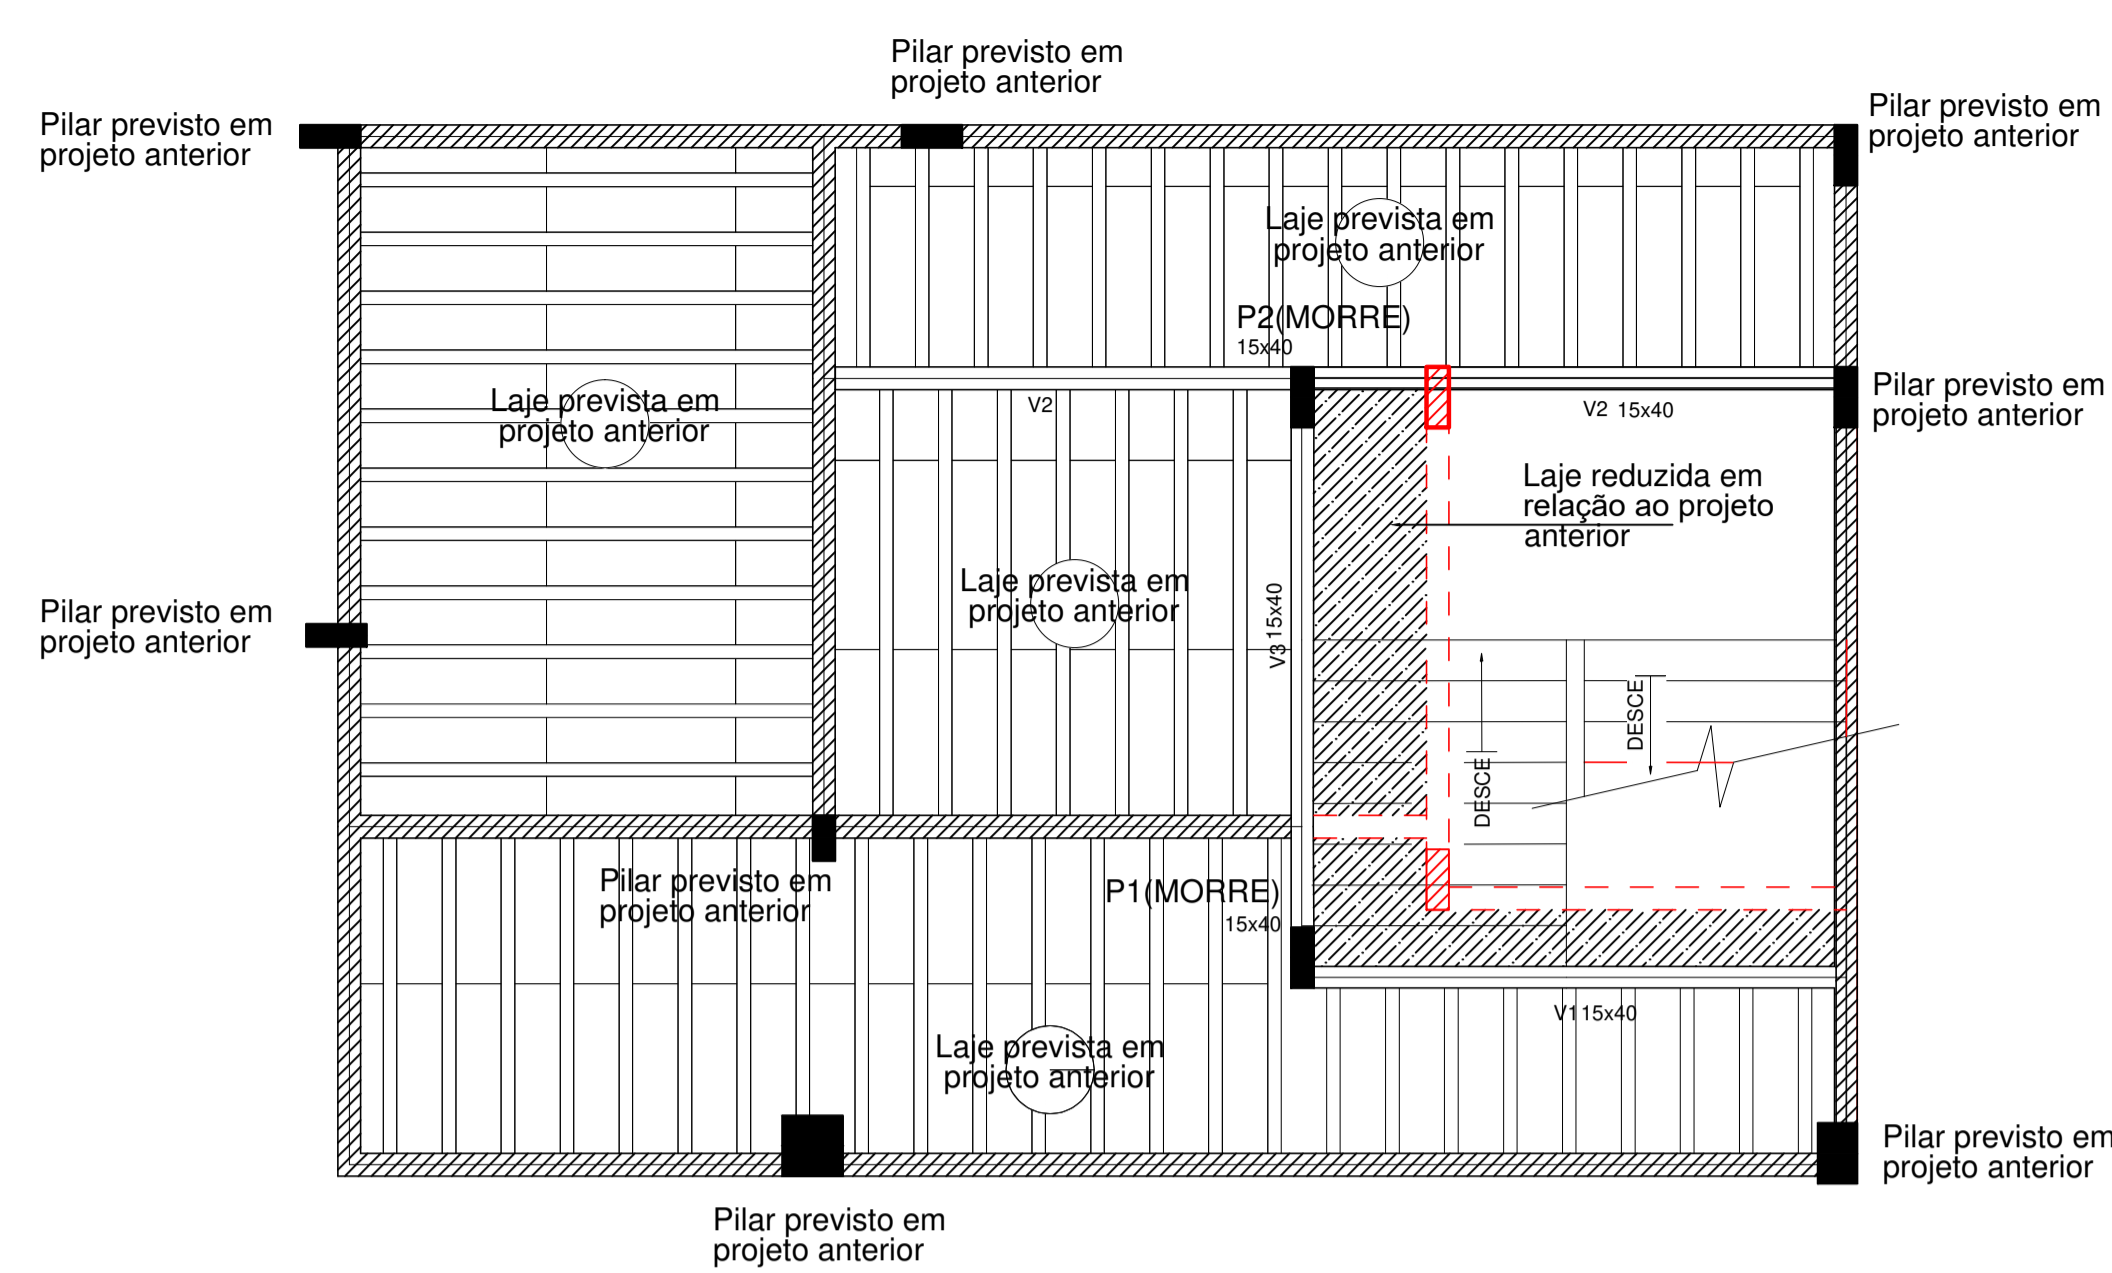 Pilar previsto em
projeto anterior
Pilar previsto em
projeto anterior
Pilar previsto em
projeto anterior
Laje prevista em
projeto anterior
P2(MORRE)
15x40
Laje prevista em
projeto anterior
V2
V2 15x40
Pilar previsto em
projeto anterior
Laje reduzida em
relação ao projeto
anterior
Laje prevista em
projeto anterior
V3 15x40
Pilar previsto em
projeto anterior
DESCE
DESCE
Pilar previsto em
projeto anterior
P1(MORRE)
15x40
V1 15x40
Laje prevista em
projeto anterior
Pilar previsto em
projeto anterior
Pilar previsto em
projeto anterior